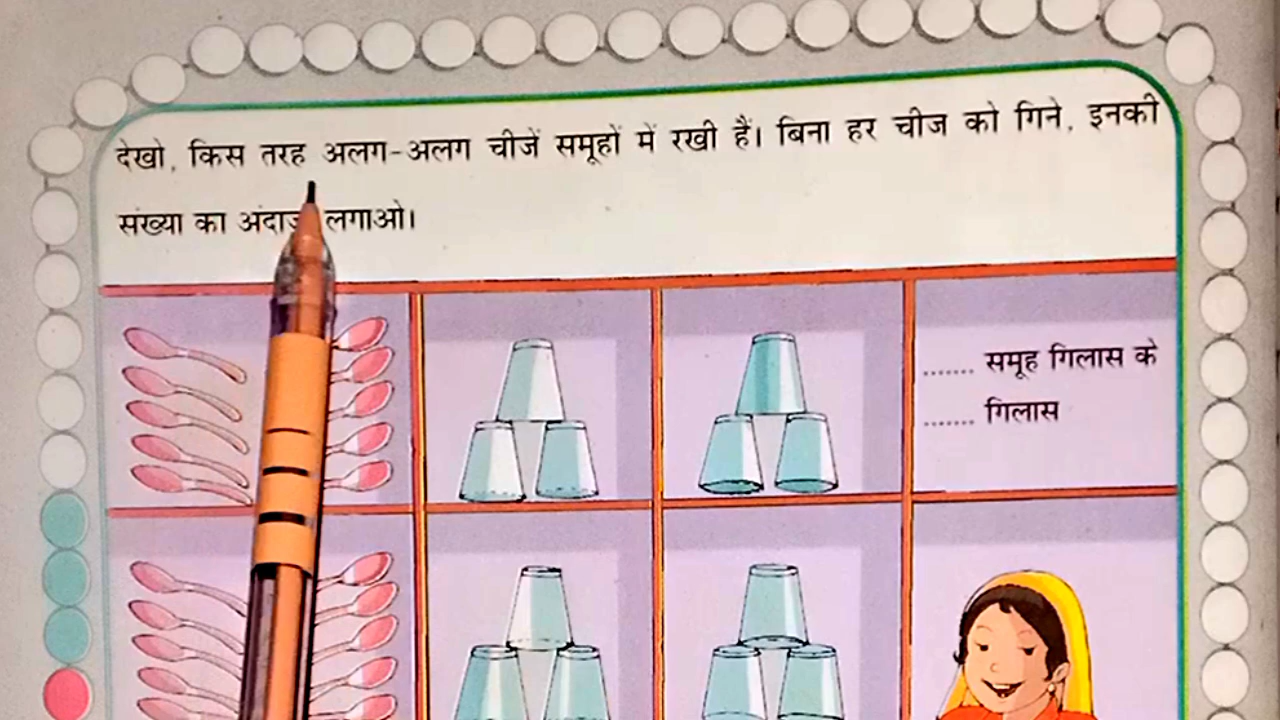 देखो, किस तरह अलग-अलग चीजें समूहों में रखी हैं। बिना हर चीज को गिने, इनकी
संख्या का लगाओ।
....... समूह गिलास के
....... गिलास